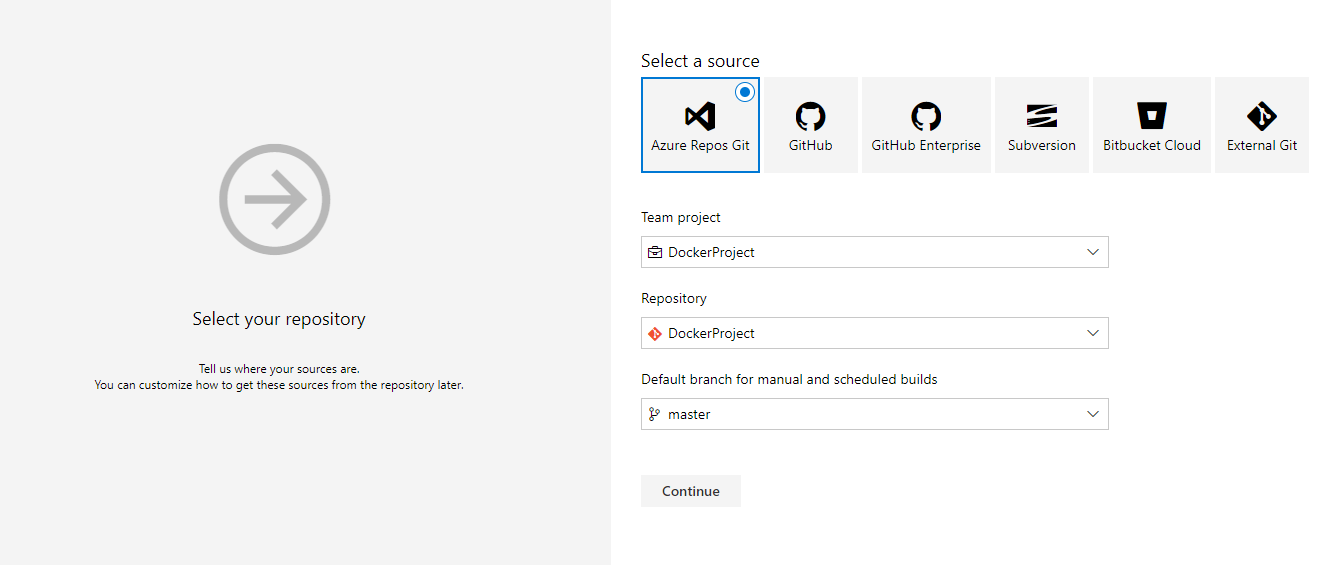 Select your repository
Tell us where your sources are.
You can customize how to get these sources from the repository later.
Select a source
Azure Repos Git
GitHub
GitHub Enterprise
Subversion
Bitbucket Cloud
External Git
Team project
DockerProject
Repository
DockerProject
Default branch for manual and scheduled builds
master
Continue